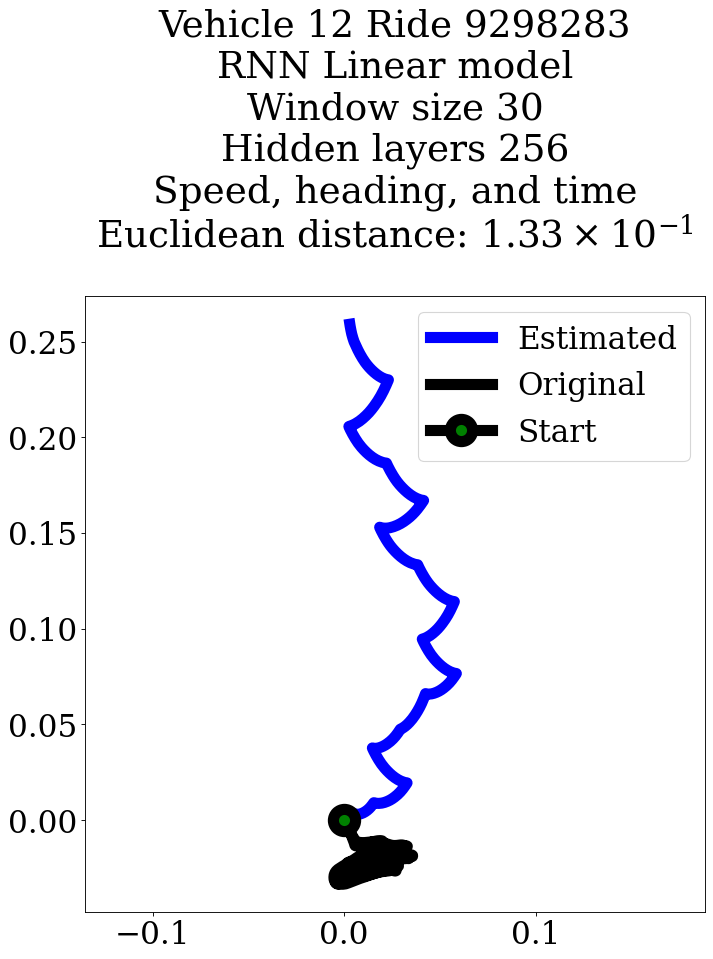 Vehicle 12 Ride 9298283
RNN Linear model
Window size 30
Hidden layers 256
Speed, heading, and time
Euclidean distance: 1.33 × 10⁻¹
Estimated
Original
Start
0.25
0.20
0.15
0.10
0.05
0.00
−0.1
0.0
0.1